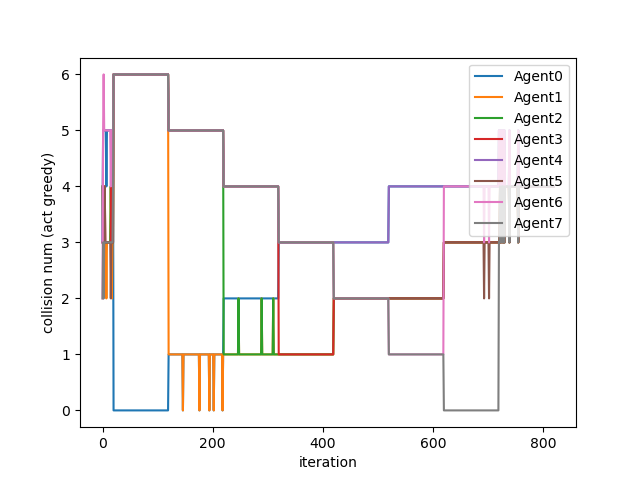 Agent0
Agent1
Agent2
Agent3
Agent4
Agent5
Agent6
Agent7
6
5
4
3
2
1
0
collision num (act greedy)
0 200 400 600 800
iteration